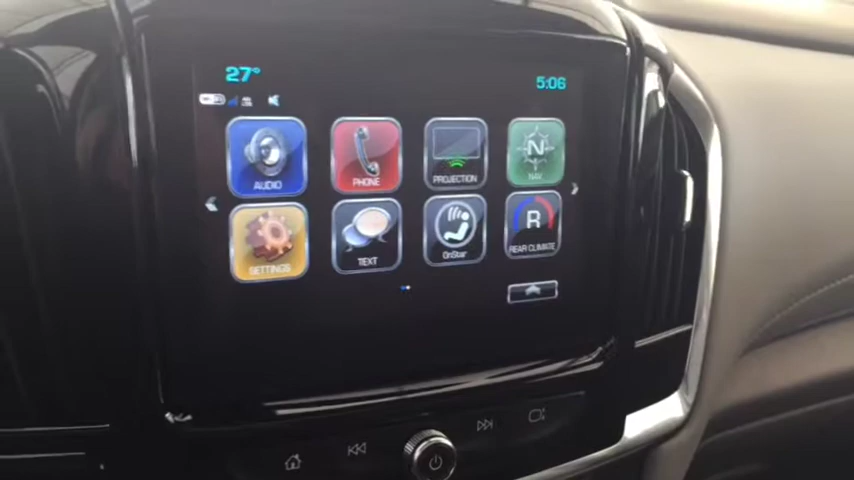 27°
5:06
AUDIO
PHONE
PROJECTION
N
NAV
SETTINGS
TEXT
OnStar
R
REAR CLIMATE